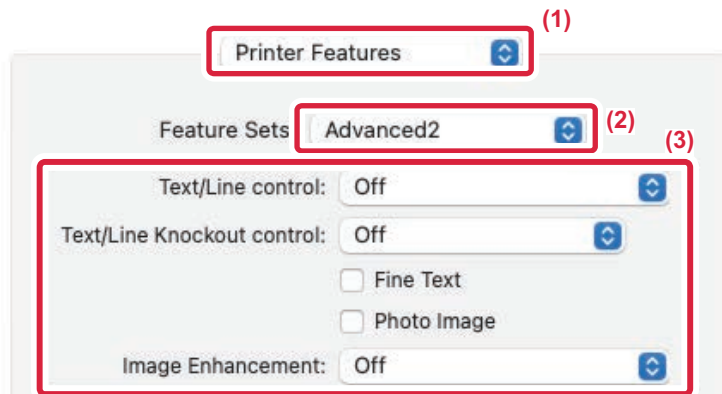 (1)
Printer Features
Feature Sets Advanced2 (2)
(3)
Text/Line control: Off
Text/Line Knockout control: Off
Fine Text
Photo Image
Image Enhancement: Off